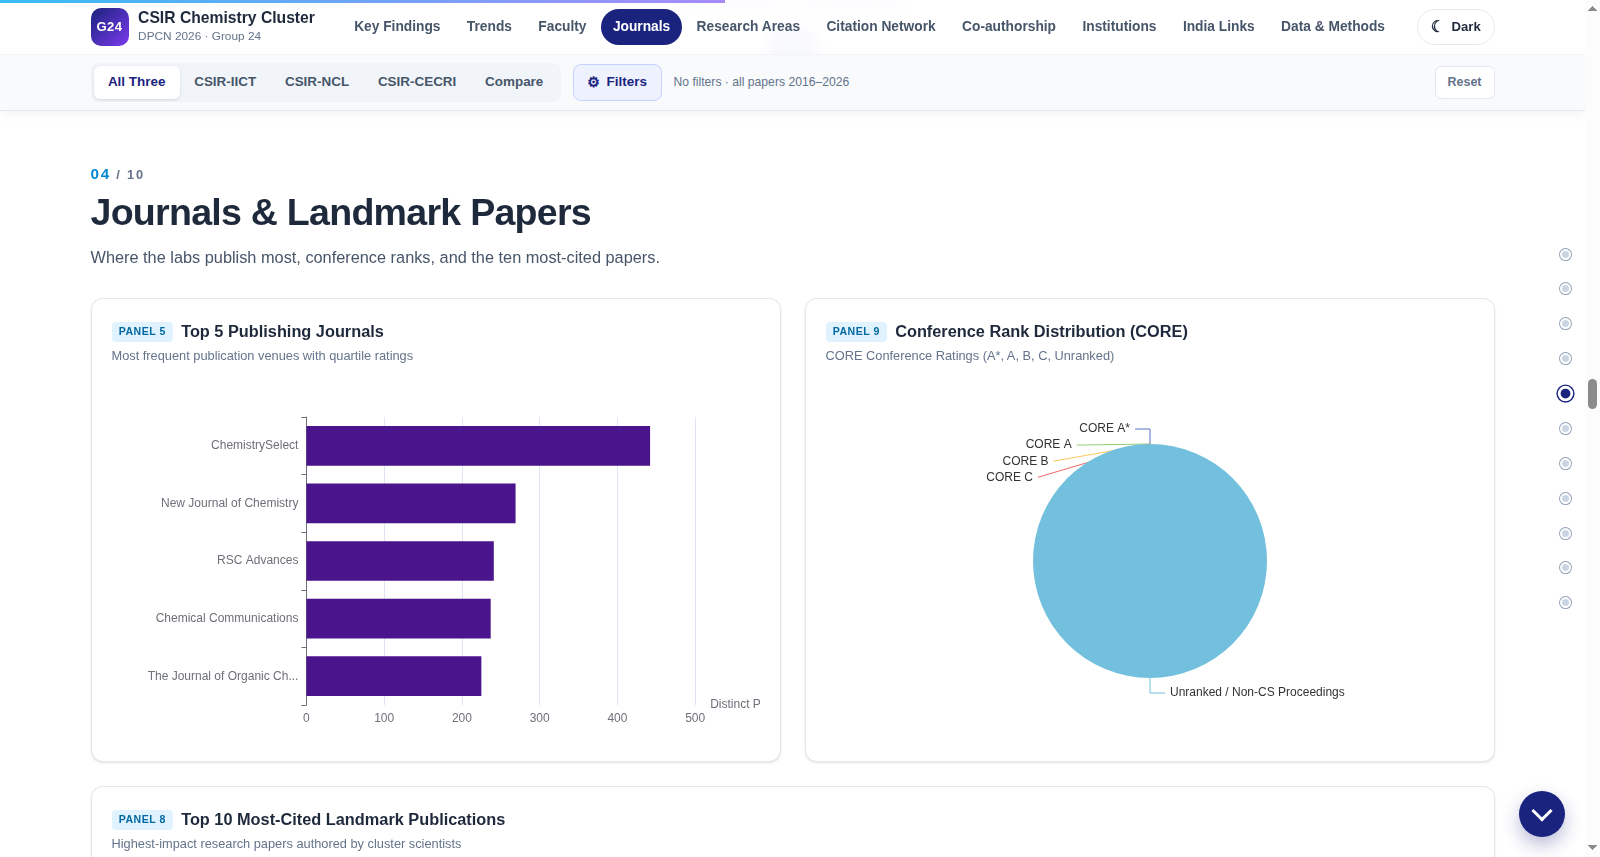 G24
CSIR Chemistry Cluster
DPCN 2026 · Group 24
Key Findings
Trends
Faculty
Journals
Research Areas
Citation Network
Co-authorship
Institutions
India Links
Data & Methods
Dark
All Three
CSIR-IICT
CSIR-NCL
CSIR-CECRI
Compare
Filters
No filters · all papers 2016–2026
Reset
04 / 10
Journals & Landmark Papers
Where the labs publish most, conference ranks, and the ten most-cited papers.
PANEL 5 Top 5 Publishing Journals
Most frequent publication venues with quartile ratings
ChemistrySelect
New Journal of Chemistry
RSC Advances
Chemical Communications
The Journal of Organic Ch...
Distinct P
0 100 200 300 400 500
PANEL 9 Conference Rank Distribution (CORE)
CORE Conference Ratings (A*, A, B, C, Unranked)
CORE A*
CORE A
CORE B
CORE C
Unranked / Non-CS Proceedings
PANEL 8 Top 10 Most-Cited Landmark Publications
Highest-impact research papers authored by cluster scientists